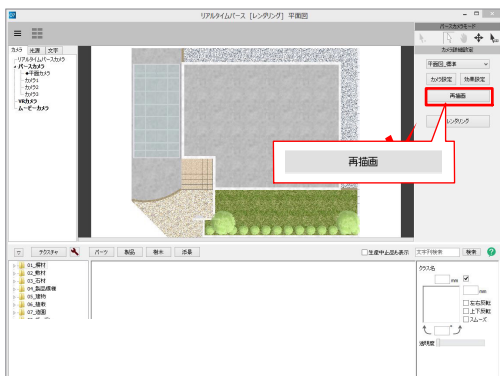 リアルタイムパース [レンダリング] 平面図
パースカメラモード
カメラ 光源 文字
リアルタイムパースカメラ
パースカメラ
●平面カメラ
カメラ1
カメラ2
カメラ3
VRカメラ
ムービーカメラ
カメラ詳細設定
平面図_標準
カメラ設定 効果設定
再描画
レンダリング
再描画
テクスチャ パーツ 製品 樹木 添景 生産中止品も表示 文字列検索 検索
01_鋼材
02_敷材
03_石材
04_製品模様
05_建物
06_植栽
07_造園
クラス名
mm
mm
左右反転
上下反転
スムーズ
透明度